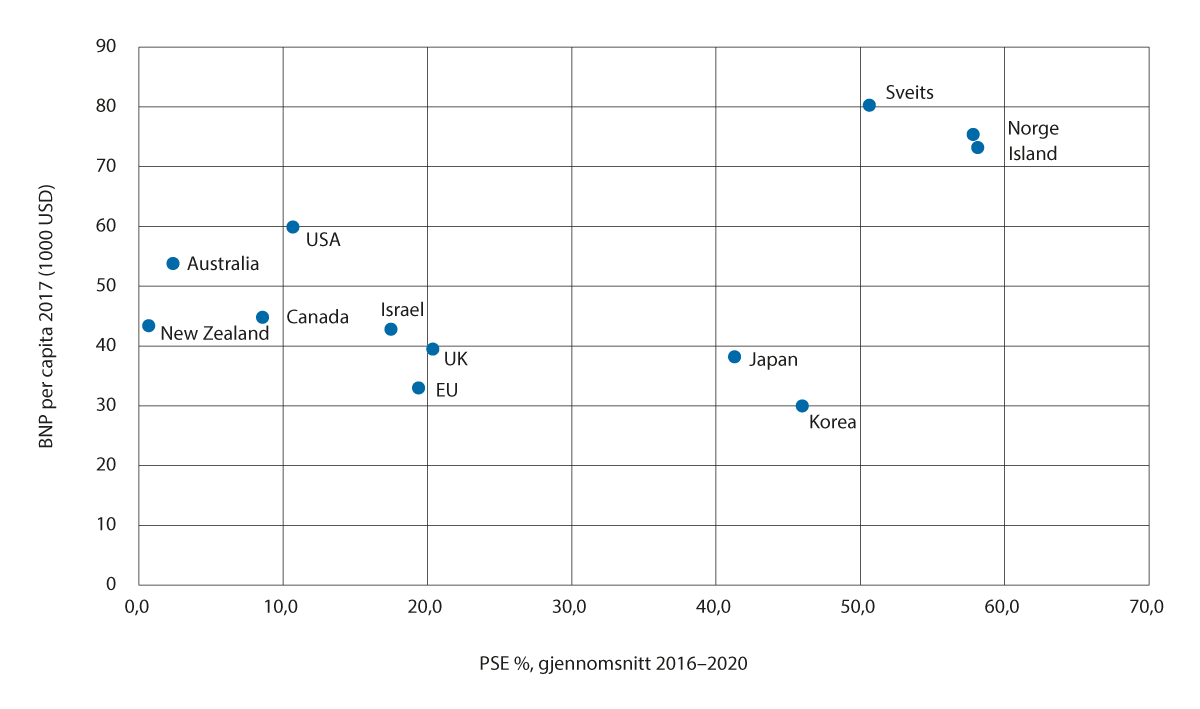 90
80
70
60
50
40
30
20
10
0
BNP per capita 2017 (1000 USD)
Sveits
Norge
Island
USA
Australia
Israel
Canada
New Zealand
UK
Japan
EU
Korea
0,0 10,0 20,0 30,0 40,0 50,0 60,0 70,0
PSE %, gjennomsnitt 2016–2020